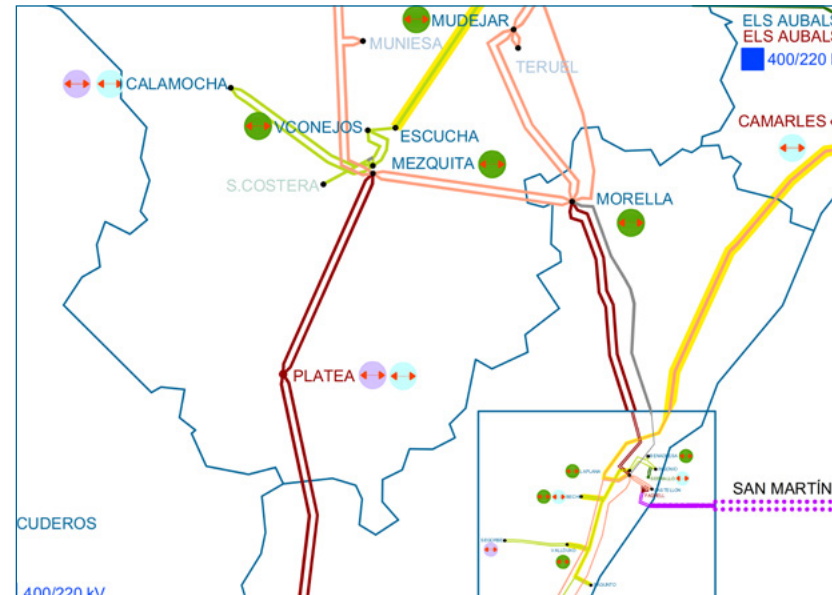 MUDEJAR
ELS AUBALS
ELS AUBALS
MUNIESA
TERUEL
400/220
CALAMOCHA
VCONEJOS
ESCUCHA
CAMARLES
MEZQUITA
S.COSTERA
MORELLA
PLATEA
SAN MARTÍN
CUDEROS
400/220 kV